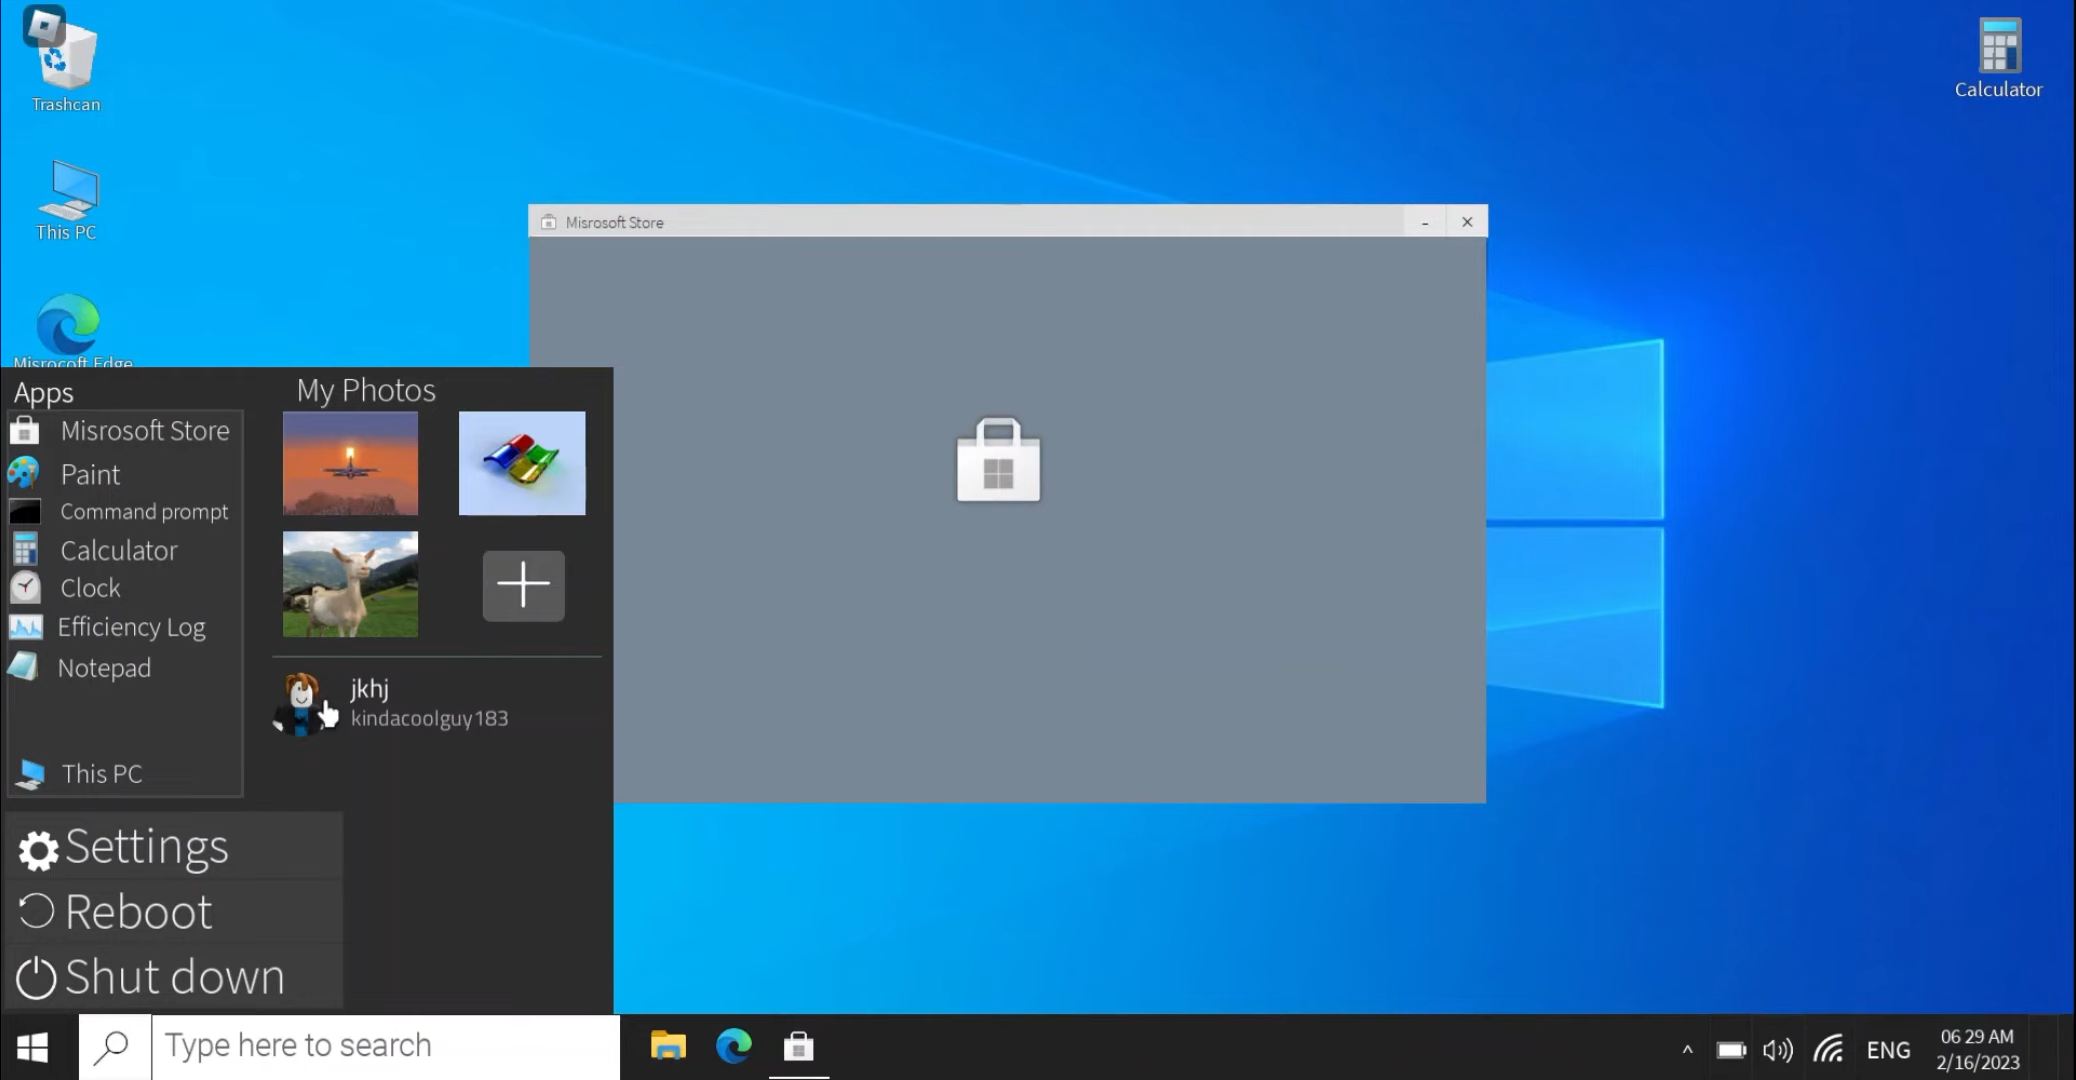 Trashcan
Calculator
This PC
Misrosoft Store
Misrocoft Edge
Apps
Misrosoft Store
Paint
Command prompt
Calculator
Clock
Efficiency Log
Notepad
This PC
My Photos
jkhj
kindacoolguy183
Settings
Reboot
Shut down
Type here to search
ENG
06 29 AM
2/16/2023